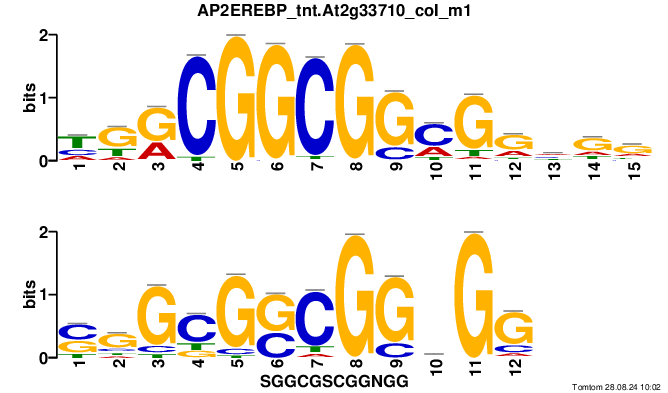 AP2EREBP_tnt.At2g33710_col_m1
bits
2
1
0
1 2 3 4 5 6 7 8 9 10 11 12 13 14 15
bits
2
1
0
1 2 3 4 5 6 7 8 9 10 11 12
SGGCGSCGGNGG
Tomtom 28.08.24 10:02